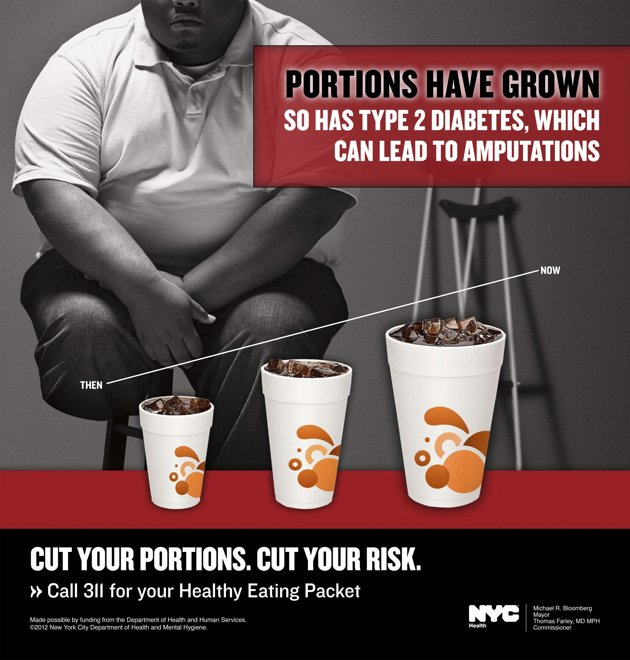 PORTIONS HAVE GROWN
SO HAS TYPE 2 DIABETES, WHICH
CAN LEAD TO AMPUTATIONS
NOW
THEN
CUT YOUR PORTIONS. CUT YOUR RISK.
›› Call 311 for your Healthy Eating Packet
Made possible by funding from the Department of Health and Human Services.
©2012 New York City Department of Health and Mental Hygiene.
NYC
Health
Michael R. Bloomberg
Mayor
Thomas Farley, MD MPH
Commissioner